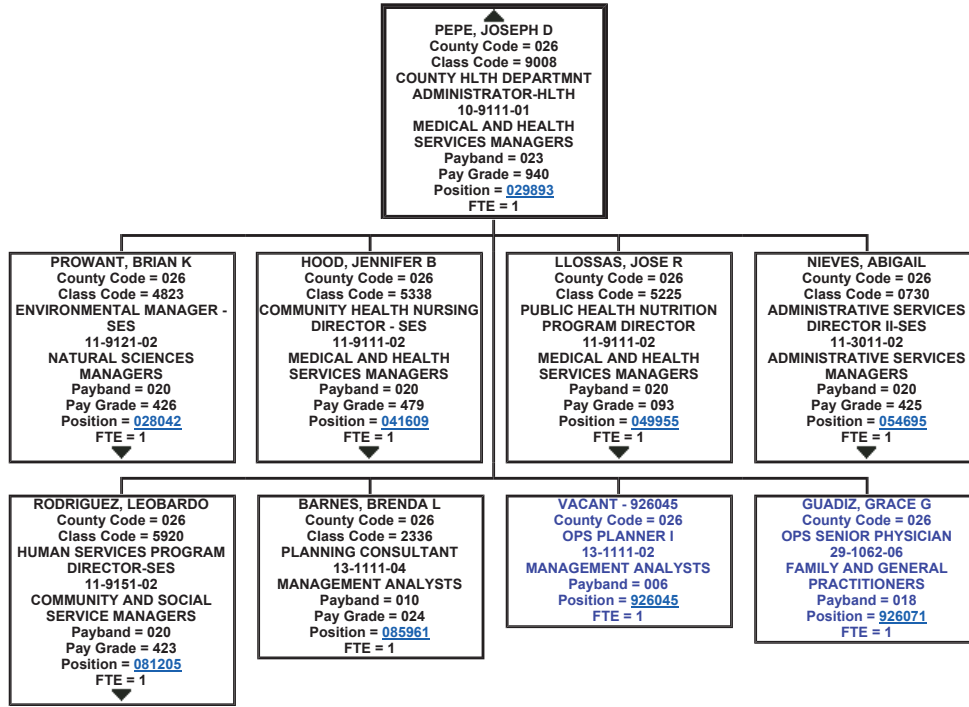 PEPE, JOSEPH D
County Code = 026
Class Code = 9008
COUNTY HLTH DEPARTMNT
ADMINISTRATOR-HLTH
10-9111-01
MEDICAL AND HEALTH
SERVICES MANAGERS
Payband = 023
Pay Grade = 940
Position = 029893
FTE = 1
PROWANT, BRIAN K
County Code = 026
Class Code = 4823
ENVIRONMENTAL MANAGER -
SES
11-9121-02
NATURAL SCIENCES
MANAGERS
Payband = 020
Pay Grade = 426
Position = 028042
FTE = 1
HOOD, JENNIFER B
County Code = 026
Class Code = 5338
COMMUNITY HEALTH NURSING
DIRECTOR - SES
11-9111-02
MEDICAL AND HEALTH
SERVICES MANAGERS
Payband = 020
Pay Grade = 479
Position = 041609
FTE = 1
LLOSSAS, JOSE R
County Code = 026
Class Code = 5225
PUBLIC HEALTH NUTRITION
PROGRAM DIRECTOR
11-9111-02
MEDICAL AND HEALTH
SERVICES MANAGERS
Payband = 020
Pay Grade = 093
Position = 049955
FTE = 1
NIEVES, ABIGAIL
County Code = 026
Class Code = 0730
ADMINISTRATIVE SERVICES
DIRECTOR II-SES
11-3011-02
ADMINISTRATIVE SERVICES
MANAGERS
Payband = 020
Pay Grade = 425
Position = 054695
FTE = 1
RODRIGUEZ, LEOBARDO
County Code = 026
Class Code = 5920
HUMAN SERVICES PROGRAM
DIRECTOR-SES
11-9151-02
COMMUNITY AND SOCIAL
SERVICE MANAGERS
Payband = 020
Pay Grade = 423
Position = 081205
FTE = 1
BARNES, BRENDA L
County Code = 026
Class Code = 2336
PLANNING CONSULTANT
13-1111-04
MANAGEMENT ANALYSTS
Payband = 010
Pay Grade = 024
Position = 085961
FTE = 1
VACANT - 926045
County Code = 026
OPS PLANNER I
13-1111-02
MANAGEMENT ANALYSTS
Payband = 006
Position = 926045
FTE = 1
GUADIZ, GRACE G
County Code = 026
OPS SENIOR PHYSICIAN
29-1062-06
FAMILY AND GENERAL
PRACTITIONERS
Payband = 018
Position = 926071
FTE = 1